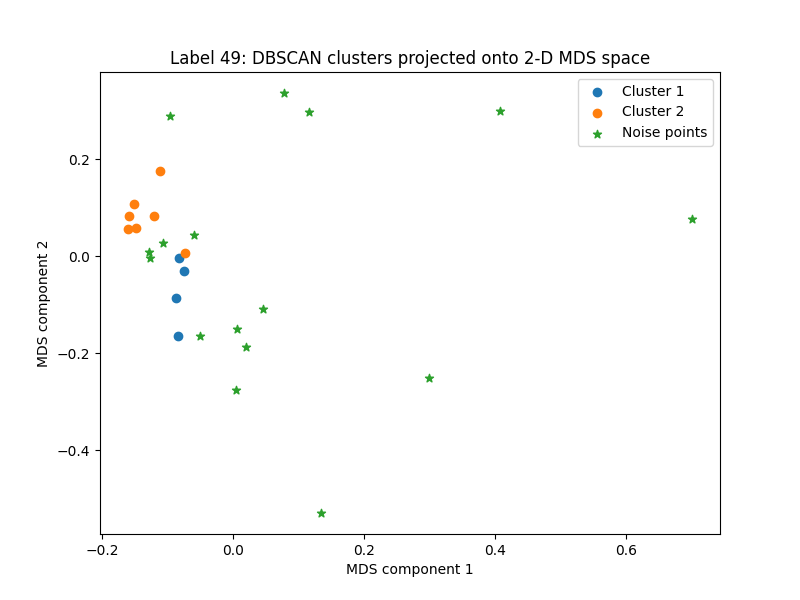 Label 49: DBSCAN clusters projected onto 2-D MDS space
Cluster 1
Cluster 2
Noise points
0.2
0.0
−0.2
−0.4
MDS component 2
−0.2
0.0
0.2
0.4
0.6
MDS component 1